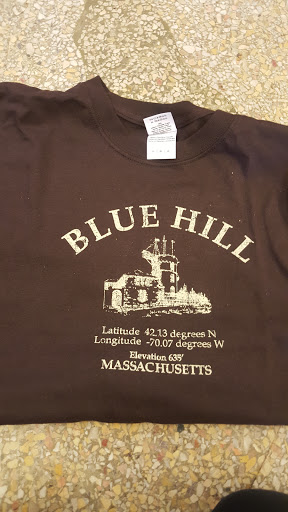 BLUE HILL
Latitude 42.13 degrees N
Longitude -70.07 degrees W
Elevation 635'
MASSACHUSETTS